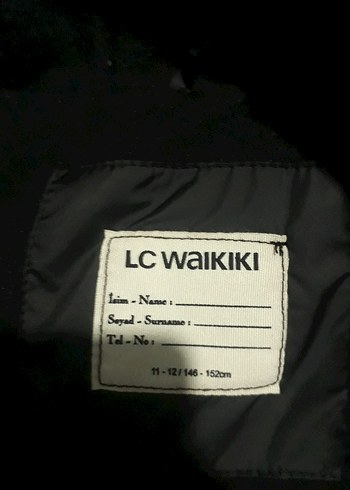 LC WAIKIKI
İsim - Name :
Soyad - Surname :
Tel - No :
11 - 12 / 146 - 152cm